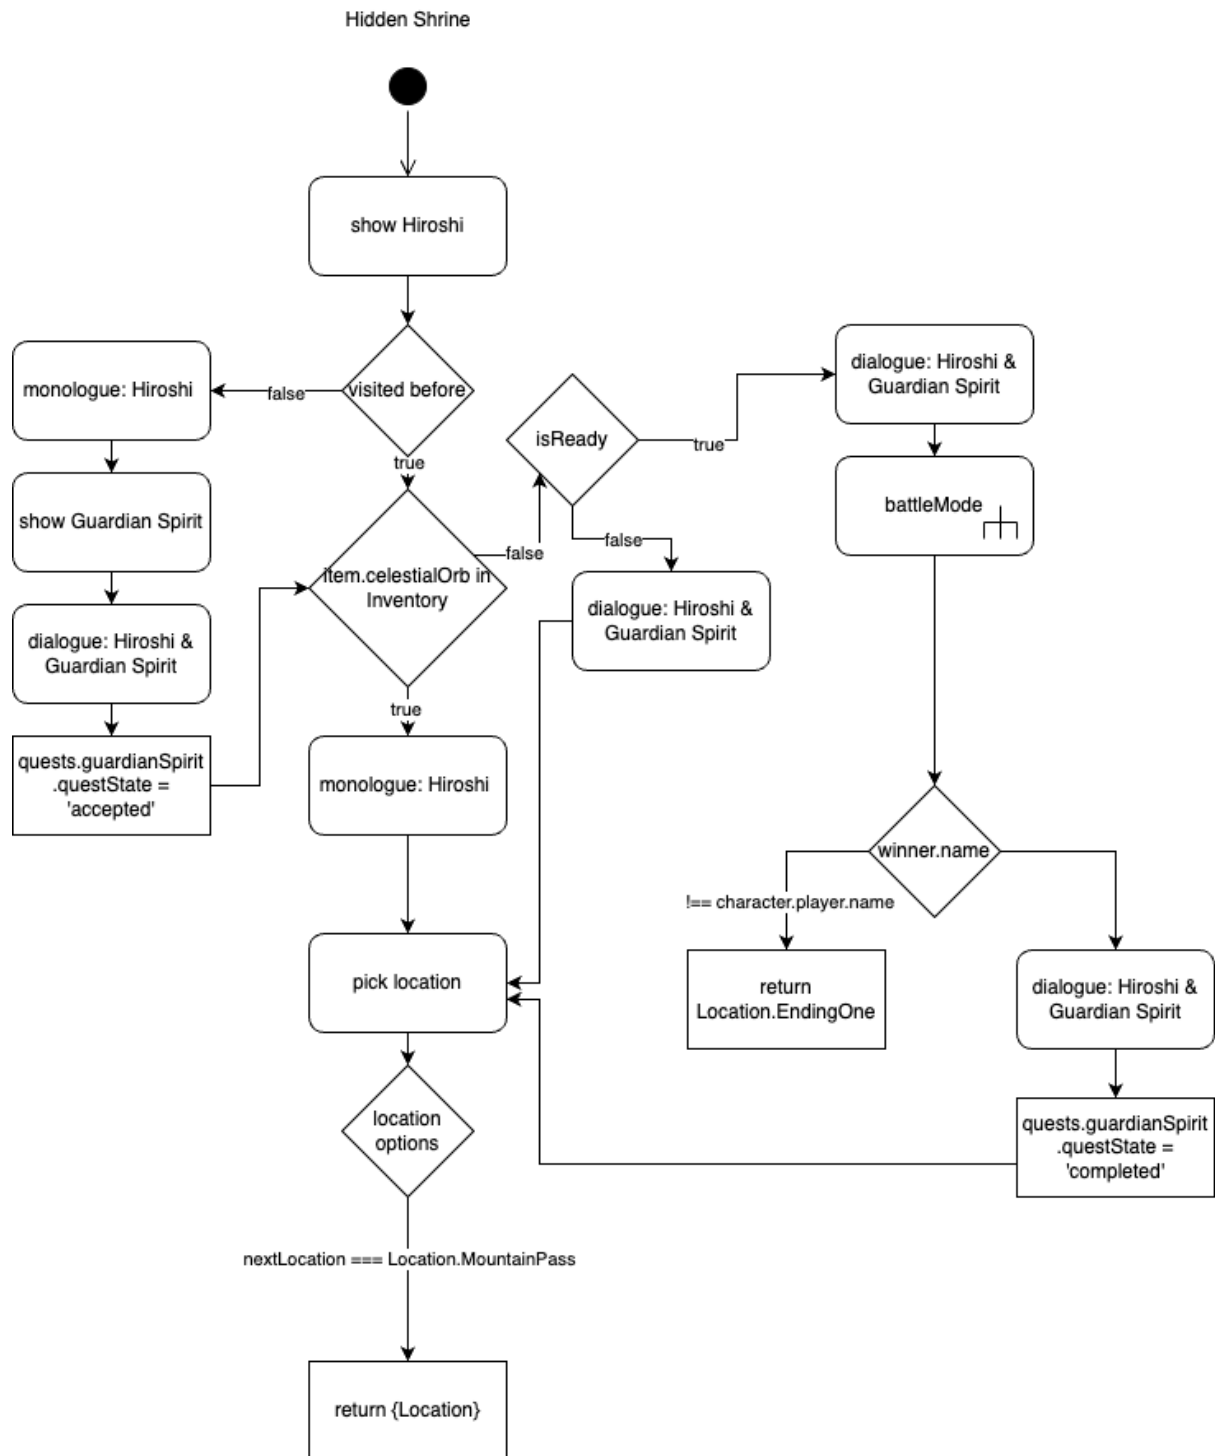 Hidden Shrine
show Hiroshi
visited before
false
monologue: Hiroshi
show Guardian Spirit
dialogue: Hiroshi &
Guardian Spirit
quests.guardianSpirit
.questState =
'accepted'
true
item.celestialOrb in
Inventory
false
isReady
true
false
dialogue: Hiroshi &
Guardian Spirit
dialogue: Hiroshi &
Guardian Spirit
battleMode
true
monologue: Hiroshi
winner.name
!== character.player.name
return
Location.EndingOne
dialogue: Hiroshi &
Guardian Spirit
quests.guardianSpirit
.questState =
'completed'
pick location
location
options
nextLocation === Location.MountainPass
return {Location}